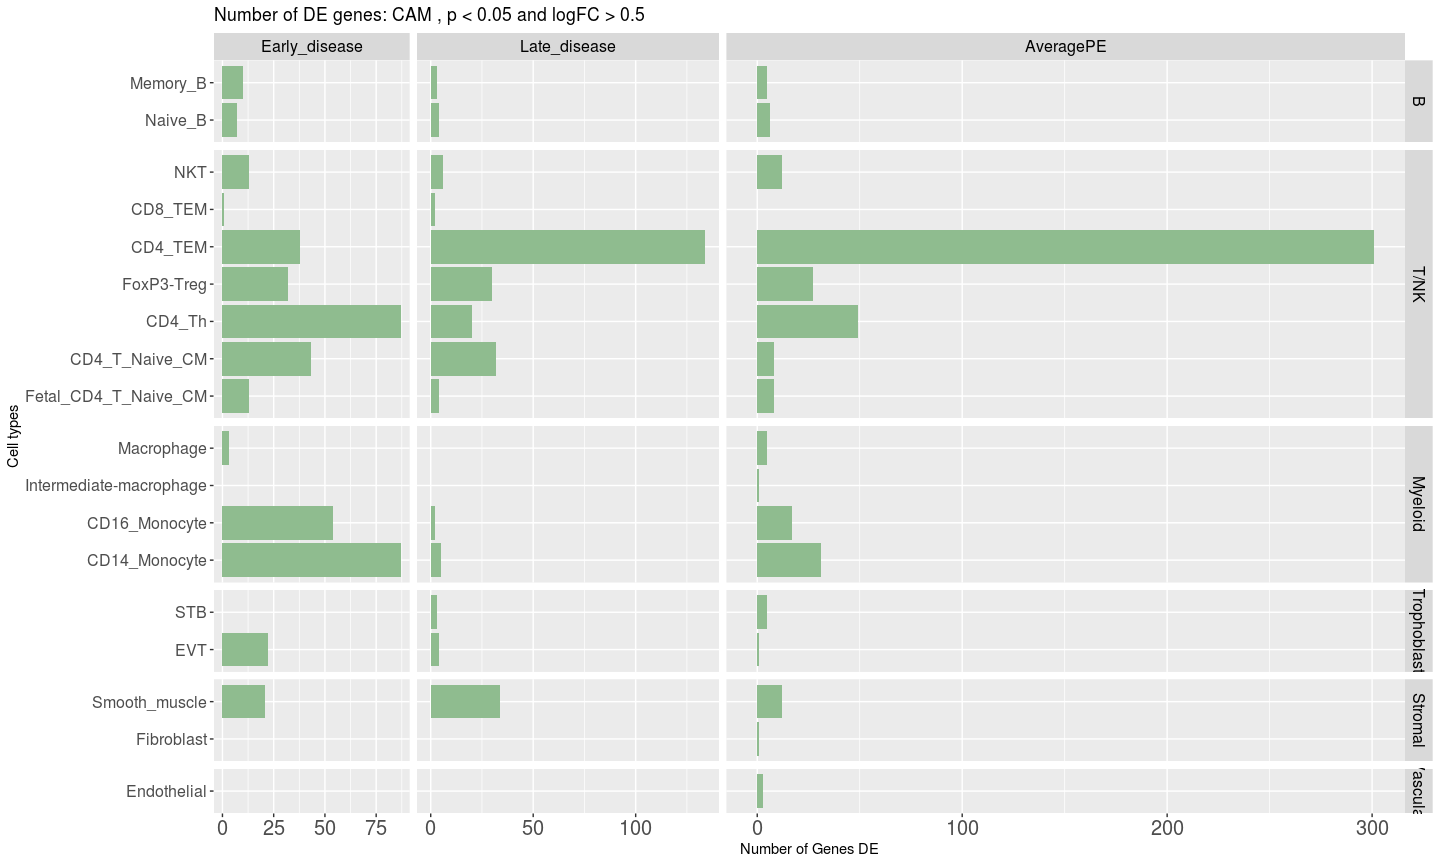 Number of DE genes: CAM , p < 0.05 and logFC > 0.5
Early_disease
Late_disease
AveragePE
Memory_B
Naive_B
B
NKT
CD8_TEM
CD4_TEM
FoxP3-Treg
CD4_Th
CD4_T_Naive_CM
Fetal_CD4_T_Naive_CM
T/NK
Macrophage
Intermediate-macrophage
CD16_Monocyte
CD14_Monocyte
Myeloid
STB
EVT
Trophoblast
Smooth_muscle
Fibroblast
Stromal
Endothelial
Cell types
0 25 50 75
0 50 100
0 100 200 300
Number of Genes DE